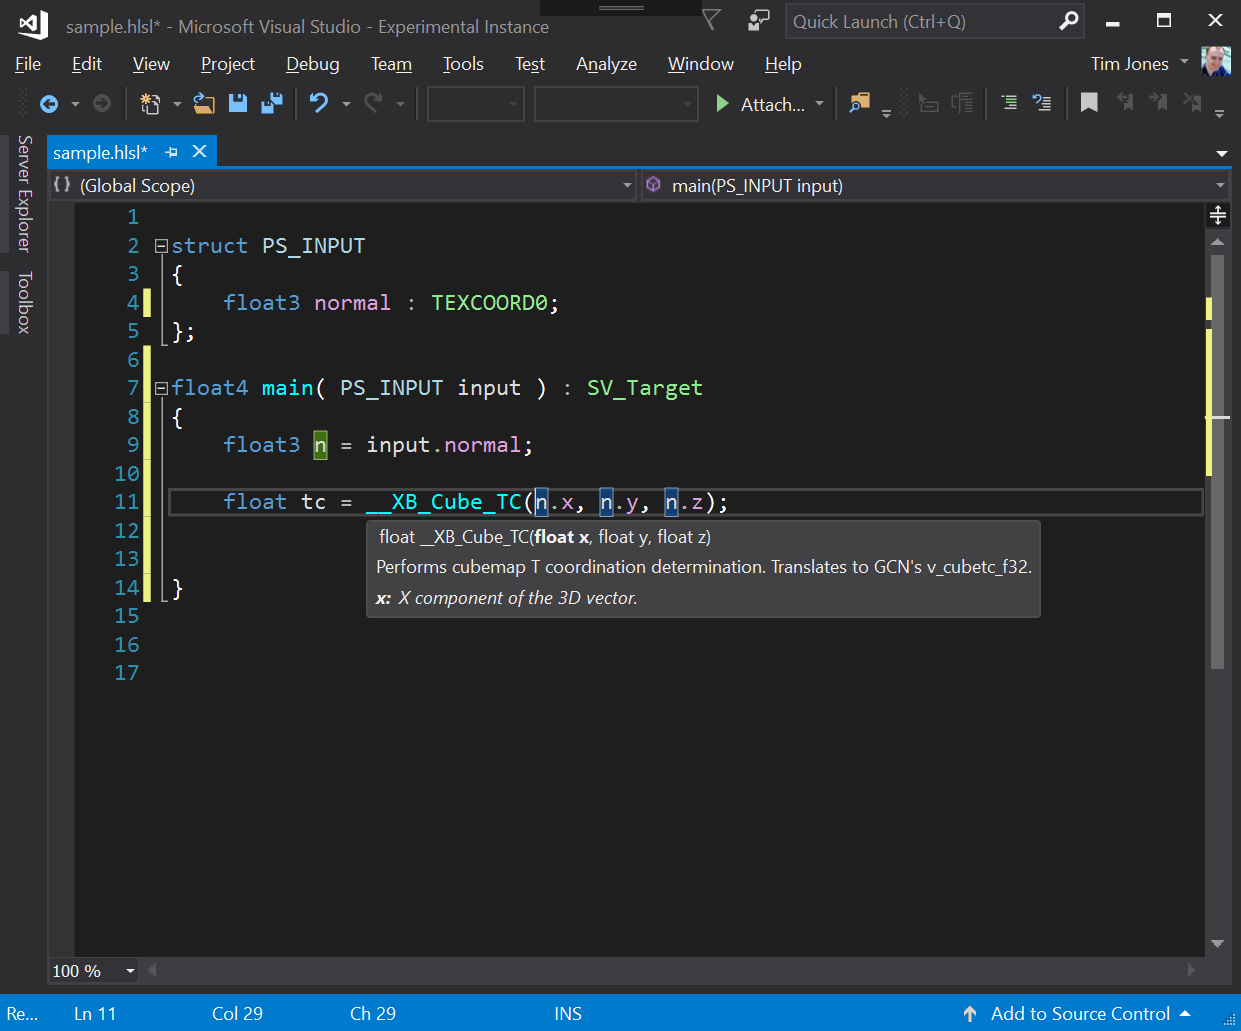 sample.hlsl* - Microsoft Visual Studio - Experimental Instance
Quick Launch (Ctrl+Q)
File Edit View Project Debug Team Tools Test Analyze Window Help
Tim Jones
Attach...
Server Explorer
Toolbox
sample.hlsl*
{} (Global Scope)
main(PS_INPUT input)
1
2 struct PS_INPUT
3 {
4 float3 normal : TEXCOORD0;
5 };
6
7 float4 main( PS_INPUT input ) : SV_Target
8 {
9 float3 n = input.normal;
10
11 float tc = __XB_Cube_TC(n.x, n.y, n.z);
float __XB_Cube_TC(float x, float y, float z)
12
Performs cubemap T coordination determination. Translates to GCN's v_cubetc_f32.
13
x: X component of the 3D vector.
14 }
15
16
17
100 %
Re... Ln 11 Col 29 Ch 29 INS Add to Source Control